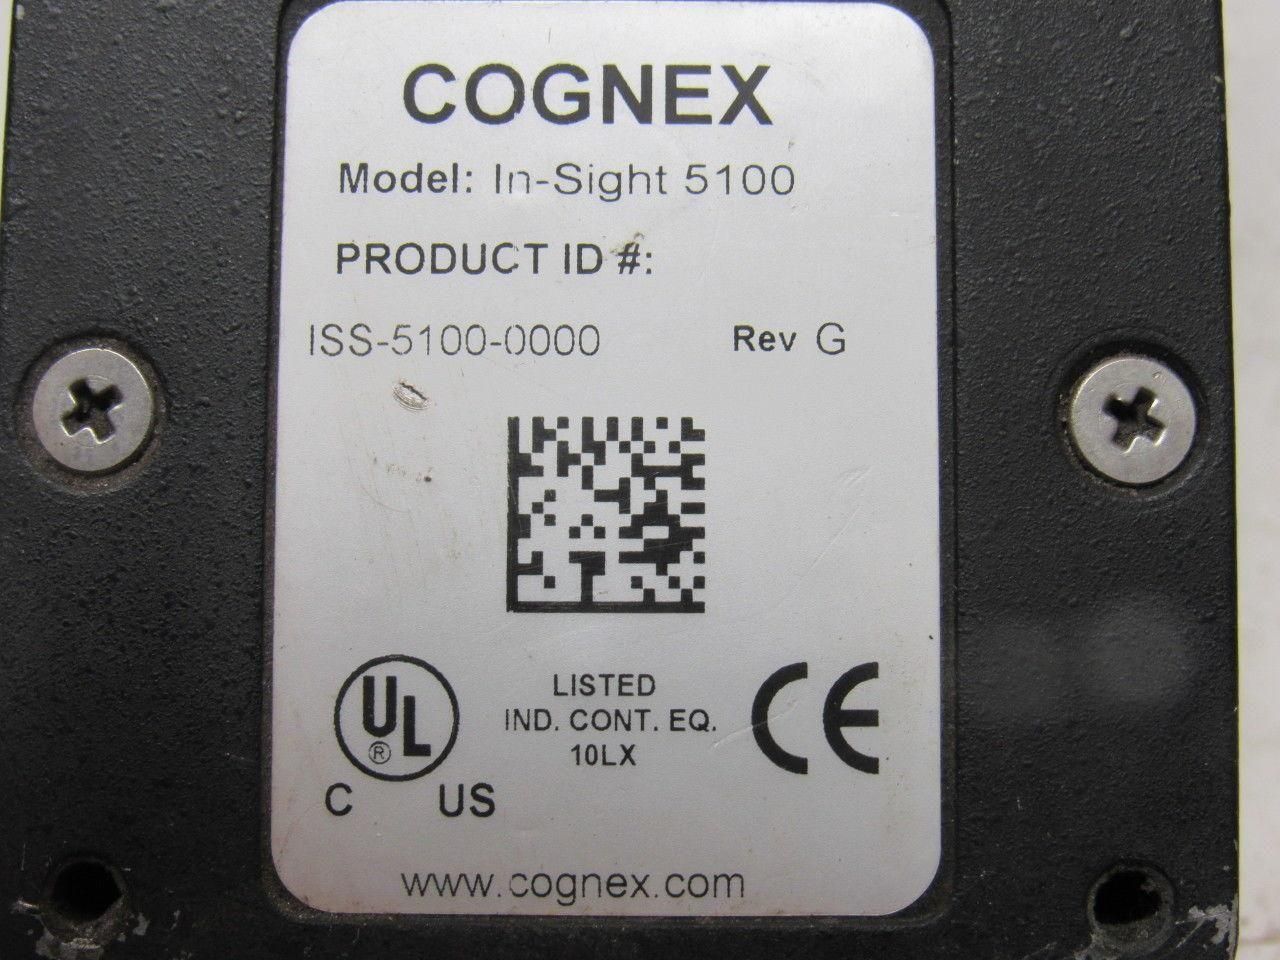 COGNEX
Model: In-Sight 5100
PRODUCT ID #:
ISS-5100-0000 Rev G
UL ®
C US
LISTED
IND. CONT. EQ.
10LX
CE
www.cognex.com